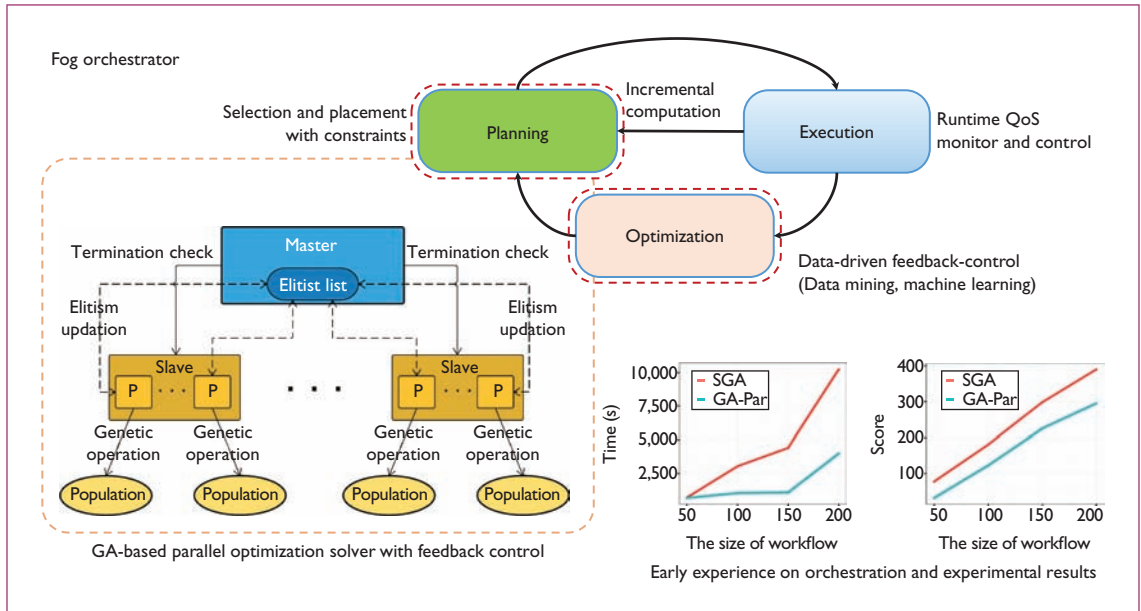 Fog orchestrator
Selection and placement
with constraints
Planning
Incremental
computation
Execution
Runtime QoS
monitor and control
Optimization
Data-driven feedback-control
(Data mining, machine learning)
Termination check
Master
Termination check
Elitist list
Elitism
updation
Elitism
updation
Slave
P
P
Slave
P
P
Genetic
operation
Genetic
operation
Genetic
operation
Genetic
operation
Population
Population
Population
Population
GA-based parallel optimization solver with feedback control
10,000
7,500
5,000
2,500
Time (s)
SGA
GA-Par
50 100 150 200
The size of workflow
400
300
200
100
Score
SGA
GA-Par
50 100 150 200
The size of workflow
Early experience on orchestration and experimental results